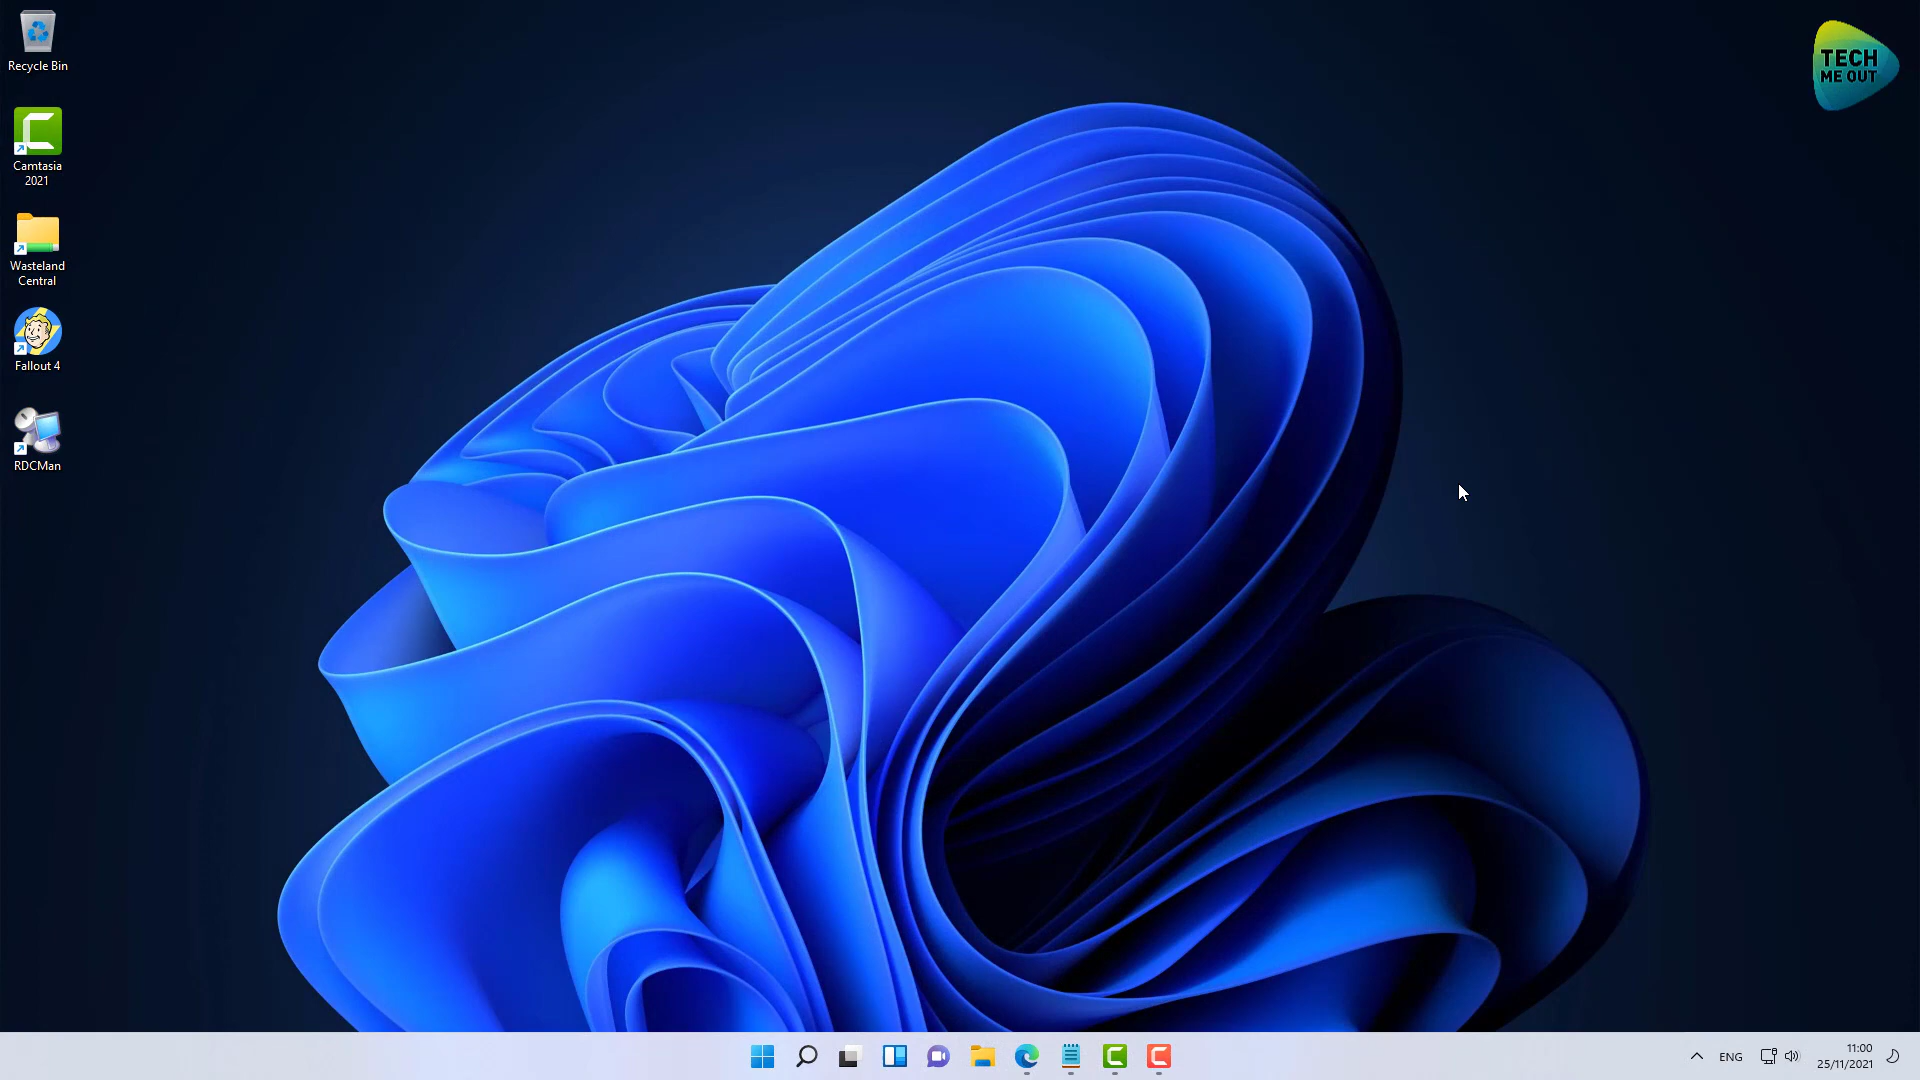 Recycle Bin
TECH
ME OUT
Camtasia
2021
Wasteland
Central
Fallout 4
RDCMan
ENG
11:00
25/11/2021